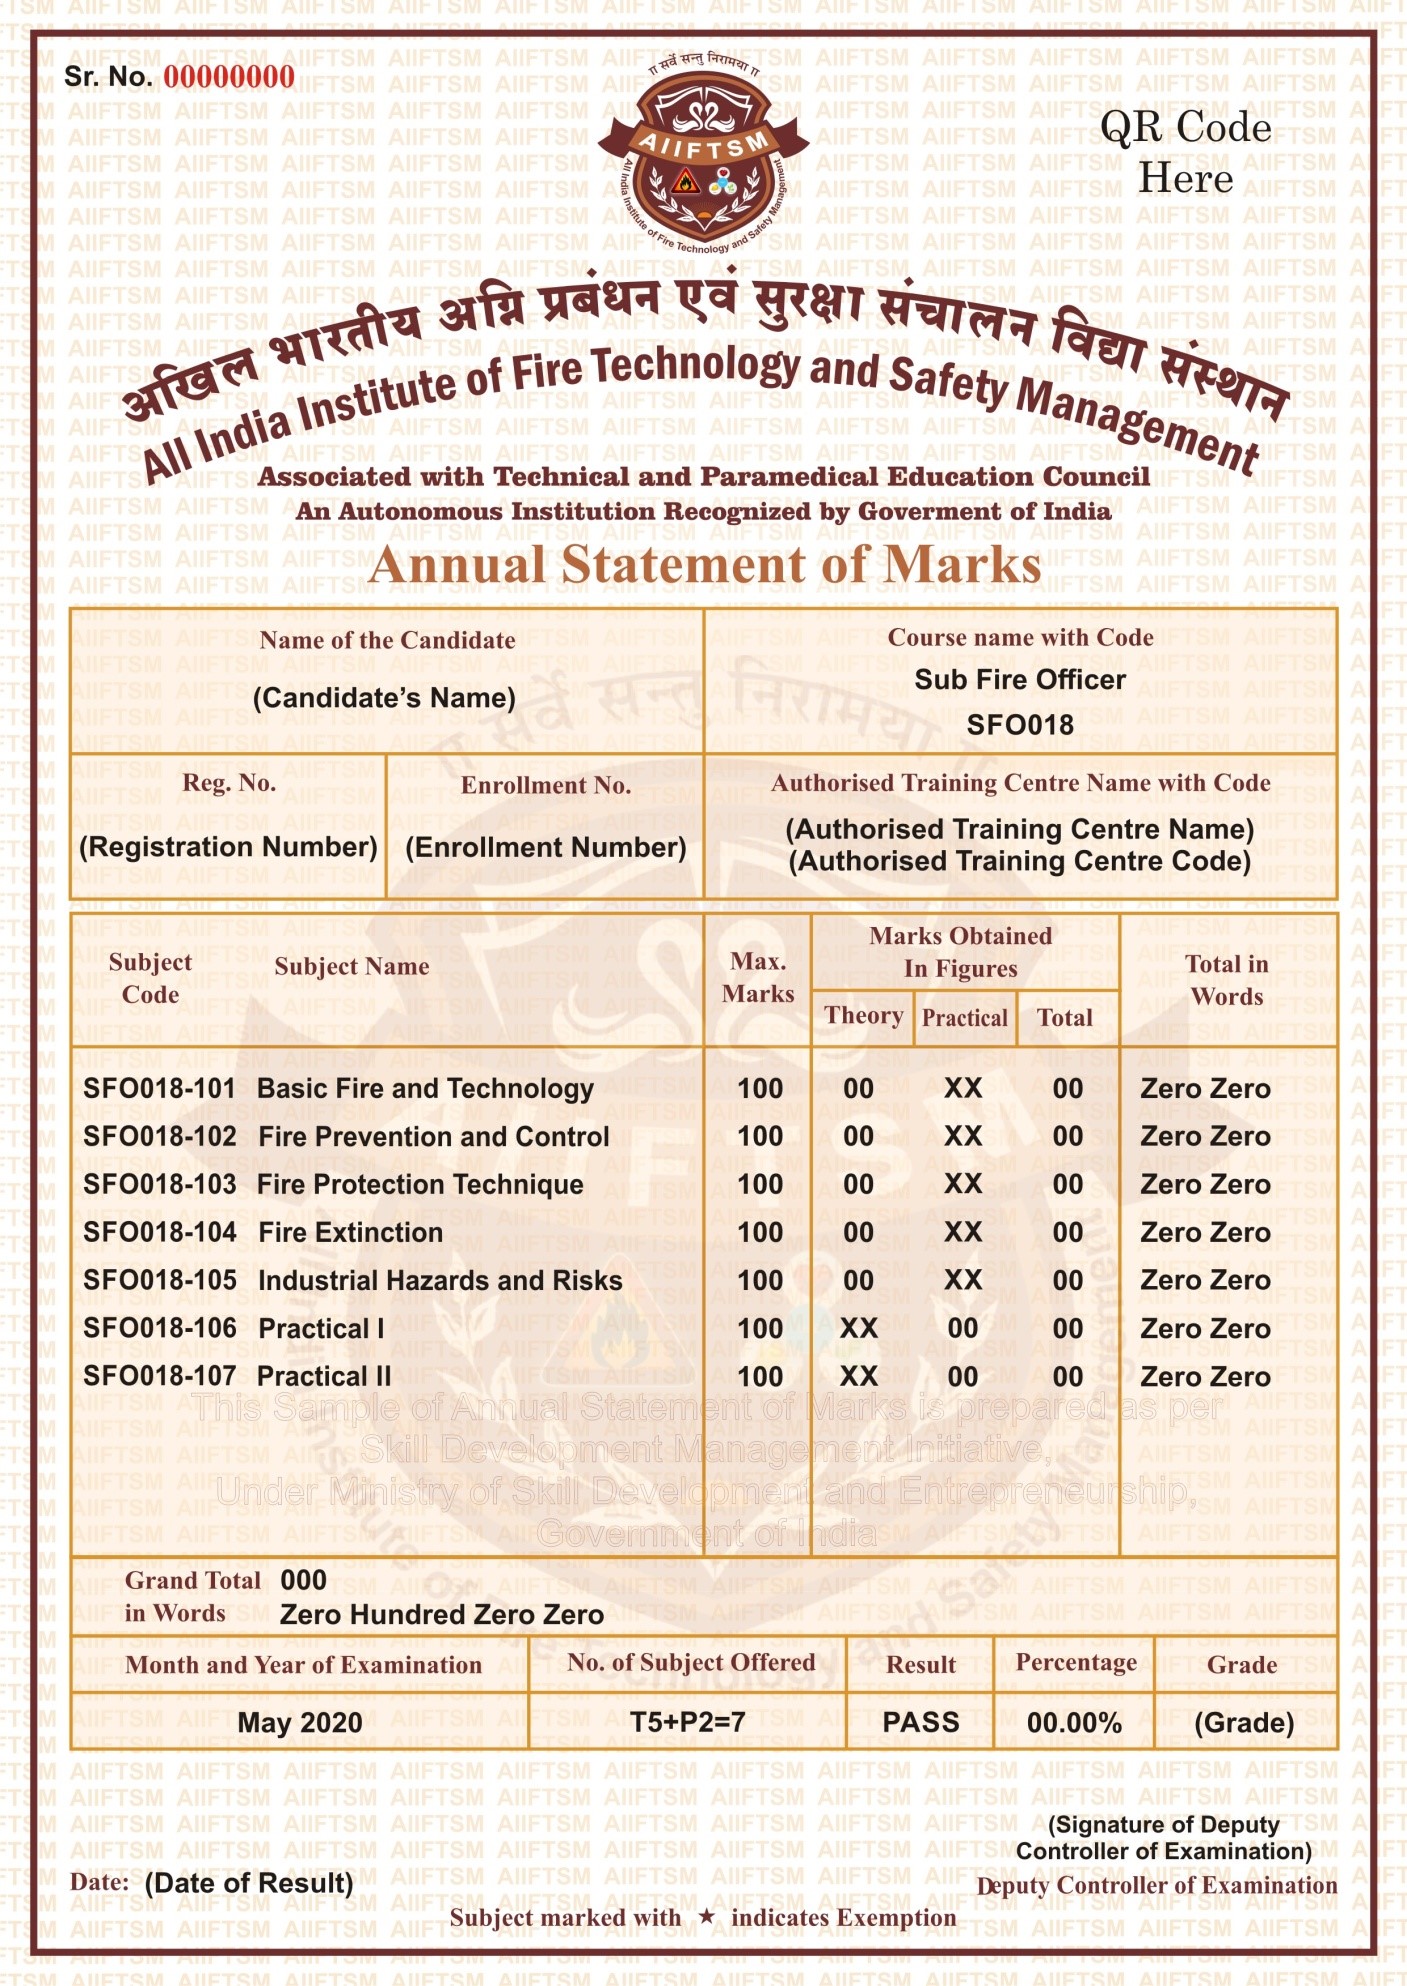 Sr. No. 00000000
ग सर्वे सन्तु निरामया ग
AIIFTSM
All India Institute of Fire Technology and Safety Management
QR Code
Here
अखिल भारतीय अग्नि प्रबंधन एवं सुरक्षा संचालन विद्या संस्थान
All India Institute of Fire Technology and Safety Management
Associated with Technical and Paramedical Education Council
An Autonomous Institution Recognized by Goverment of India
Annual Statement of Marks
Name of the Candidate
(Candidate’s Name)
Course name with Code
Sub Fire Officer
SFO018
Reg. No.
(Registration Number)
Enrollment No.
(Enrollment Number)
Authorised Training Centre Name with Code
(Authorised Training Centre Name)
(Authorised Training Centre Code)
Subject Code Subject Name Max. Marks Marks Obtained In Figures Total in Words
Theory Practical Total
SFO018-101 Basic Fire and Technology 100 00 XX 00 Zero Zero
SFO018-102 Fire Prevention and Control 100 00 XX 00 Zero Zero
SFO018-103 Fire Protection Technique 100 00 XX 00 Zero Zero
SFO018-104 Fire Extinction 100 00 XX 00 Zero Zero
SFO018-105 Industrial Hazards and Risks 100 00 XX 00 Zero Zero
SFO018-106 Practical I 100 XX 00 00 Zero Zero
SFO018-107 Practical II 100 XX 00 00 Zero Zero
This Sample of Annual Statement of Marks is prepared as per
Skill Development Management Initiative,
Under Ministry of Skill Development and Entrepreneurship,
Government of India
Grand Total 000
in Words Zero Hundred Zero Zero
Month and Year of Examination No. of Subject Offered Result Percentage Grade
May 2020 T5+P2=7 PASS 00.00% (Grade)
(Signature of Deputy
Controller of Examination)
Date: (Date of Result)
Deputy Controller of Examination
Subject marked with ★ indicates Exemption